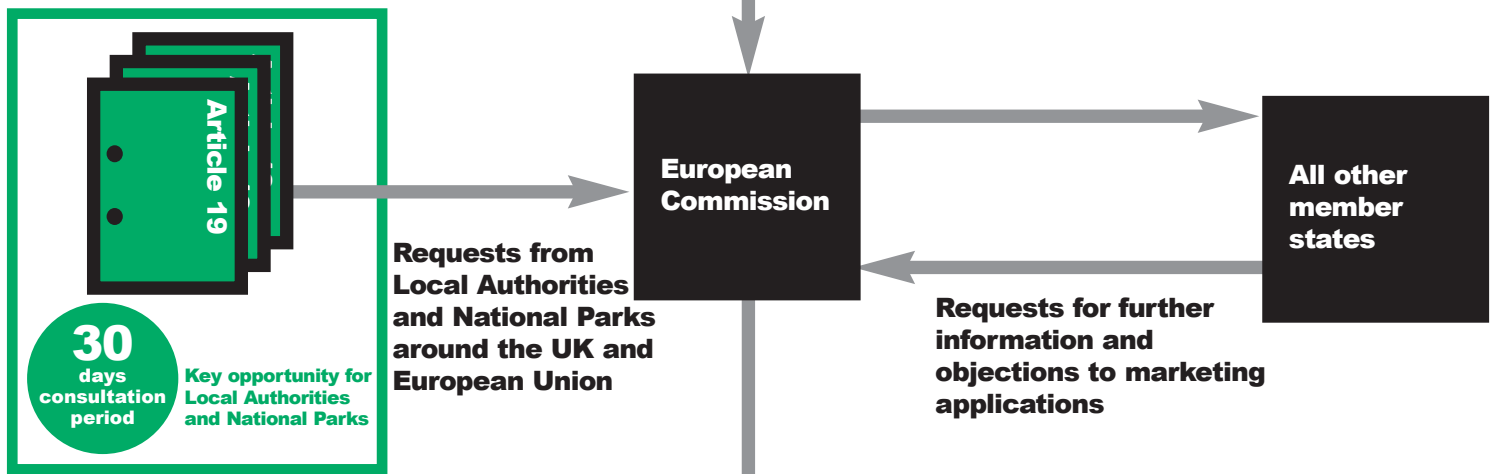 Article 19
30
days
consultation
period
Key opportunity for
Local Authorities
and National Parks
Requests from
Local Authorities
and National Parks
around the UK and
European Union
European
Commission
All other
member
states
Requests for further
information and
objections to marketing
applications